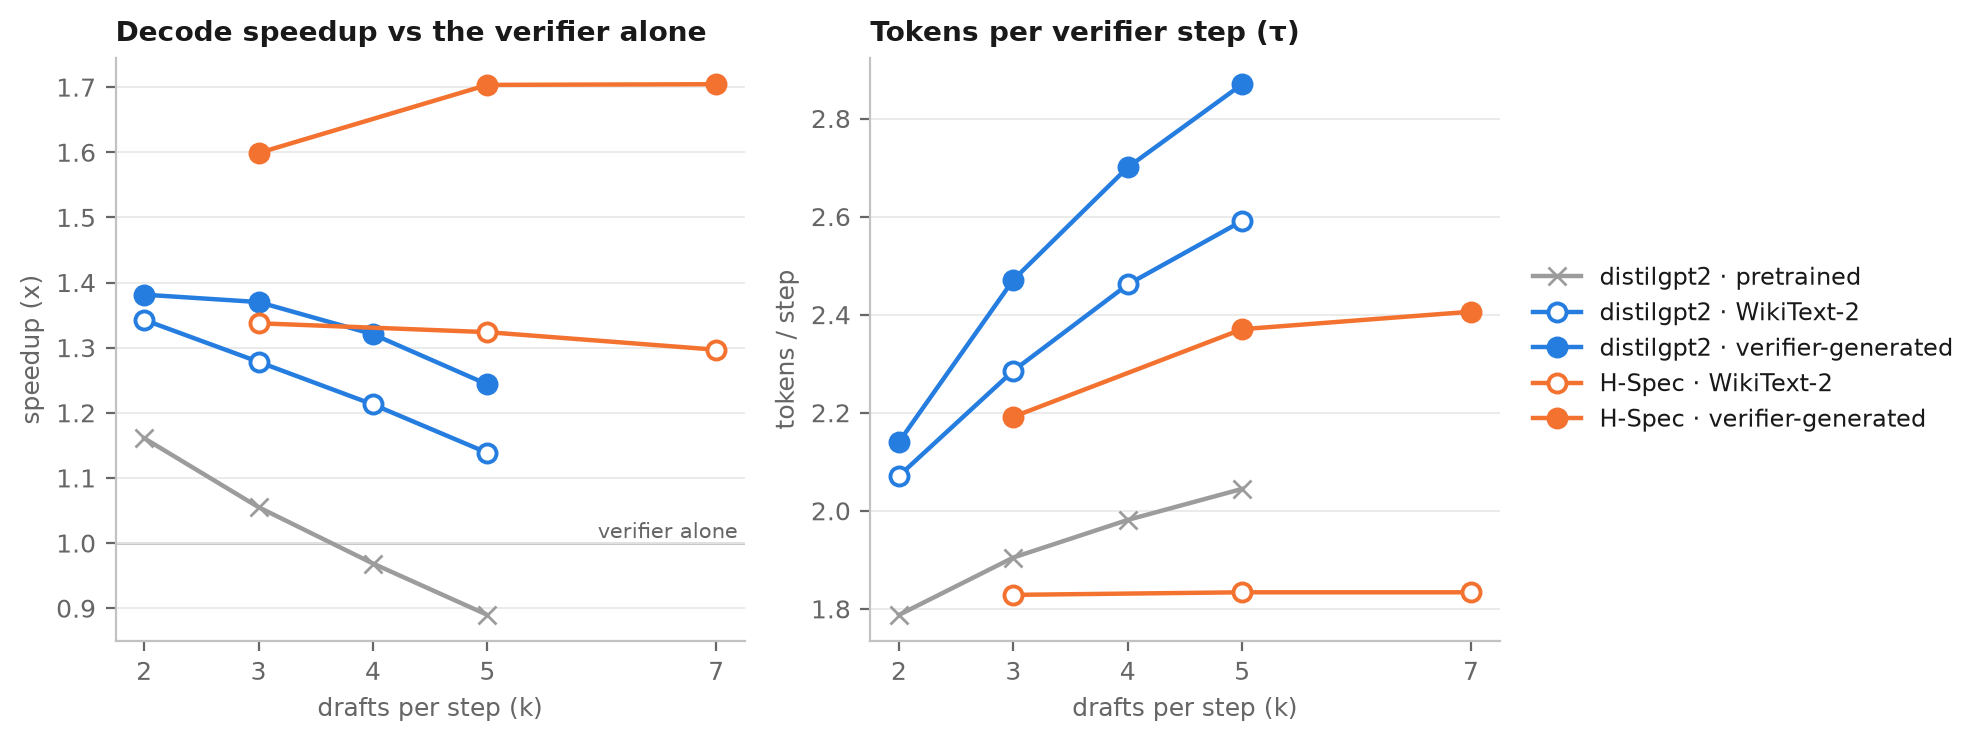 Decode speedup vs the verifier alone
speedup (x)
1.7
1.6
1.5
1.4
1.3
1.2
1.1
1.0
0.9
verifier alone
2 3 4 5 7
drafts per step (k)
Tokens per verifier step (τ)
tokens / step
2.8
2.6
2.4
2.2
2.0
1.8
2 3 4 5 7
drafts per step (k)
distilgpt2 · pretrained
distilgpt2 · WikiText-2
distilgpt2 · verifier-generated
H-Spec · WikiText-2
H-Spec · verifier-generated